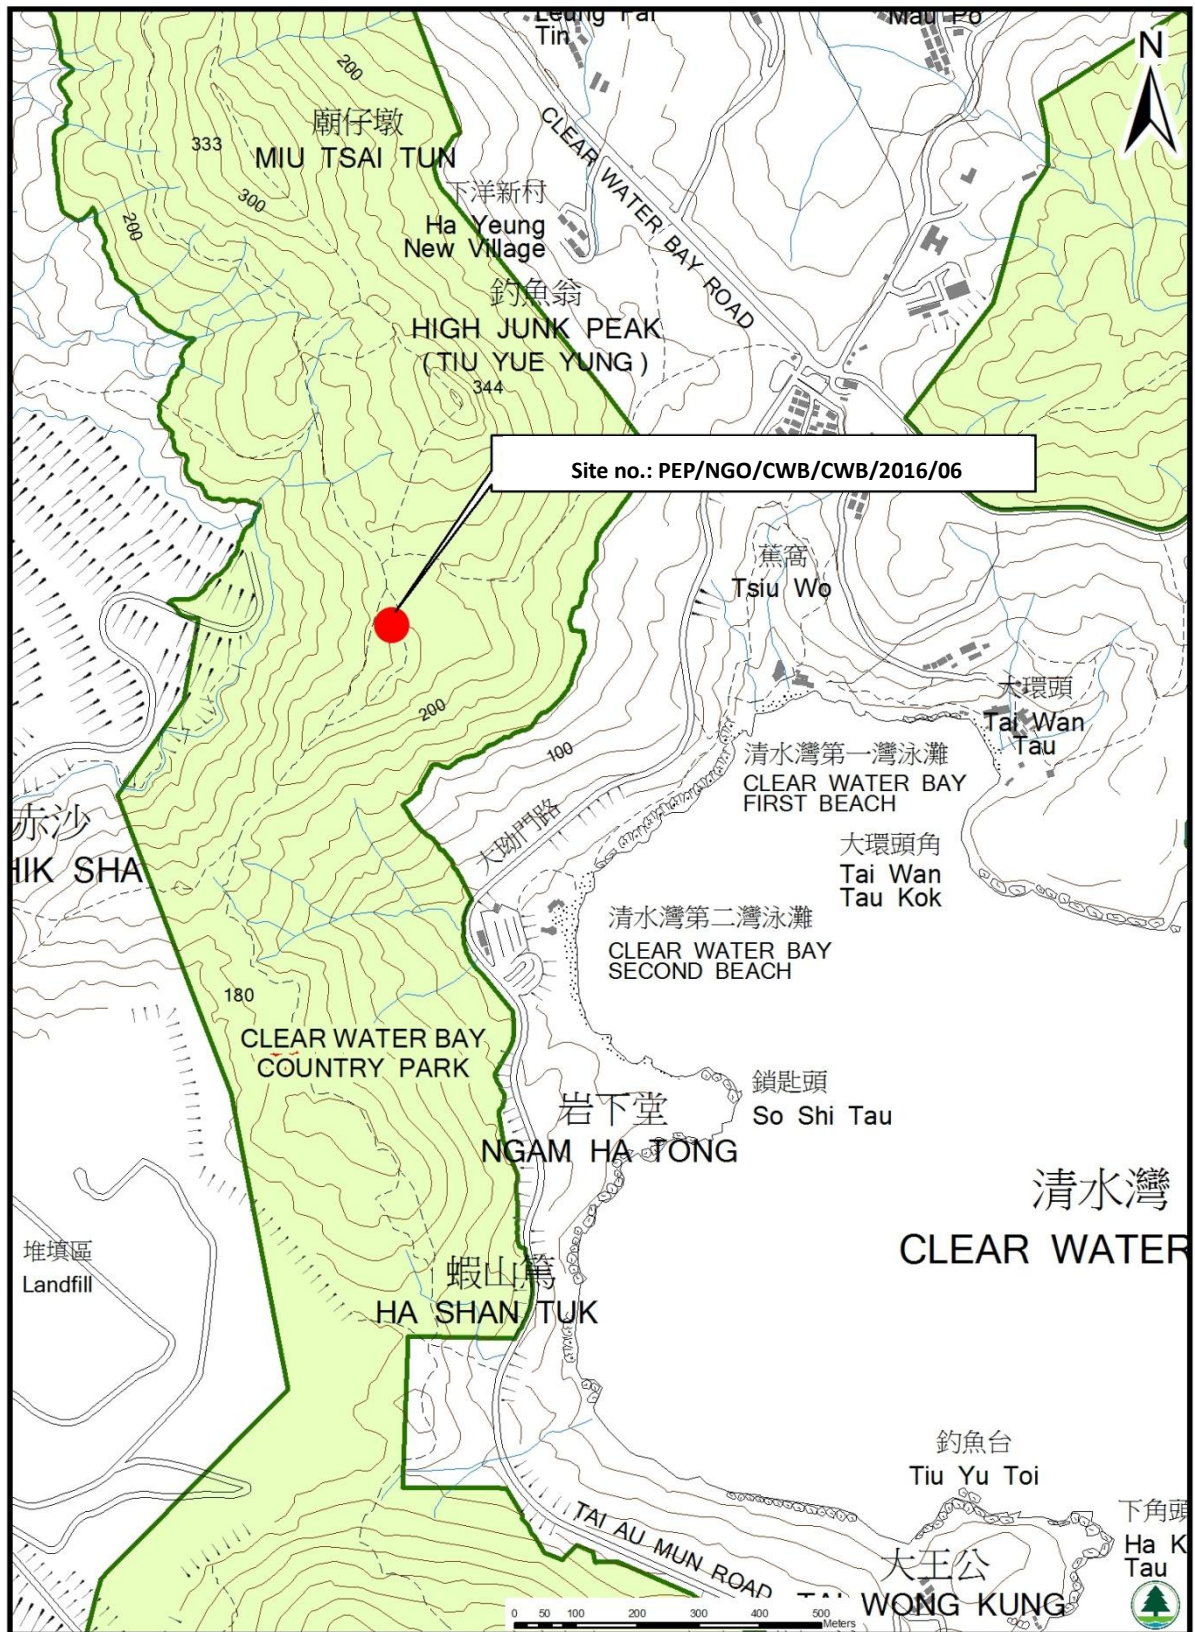 Leung Pai
Tin
Mau Po
N
200
廟仔墩
MIU TSAI TUN
333
300
200
CLEAR WATER BAY ROAD
下洋新村
Ha Yeung
New Village
釣魚翁
HIGH JUNK PEAK
( TIU YUE YUNG )
344
Site no.: PEP/NGO/CWB/CWB/2016/06
蕉窩
Tsiu Wo
大環頭
Tai Wan
Tau
200
100
清水灣第一灣泳灘
CLEAR WATER BAY
FIRST BEACH
赤沙
HIK SHA
大坳門路
大環頭角
Tai Wan
Tau Kok
清水灣第二灣泳灘
CLEAR WATER BAY
SECOND BEACH
180
CLEAR WATER BAY
COUNTRY PARK
鎖匙頭
So Shi Tau
岩下堂
NGAM HA TONG
清水灣
CLEAR WATER
堆填區
Landfill
蝦山篤
HA SHAN TUK
釣魚台
Tiu Yu Toi
下角頭
Ha K
Tau
TAI AU MUN ROAD
大王公
TAI WONG KUNG
0 50 100 200 300 400 500
Meters